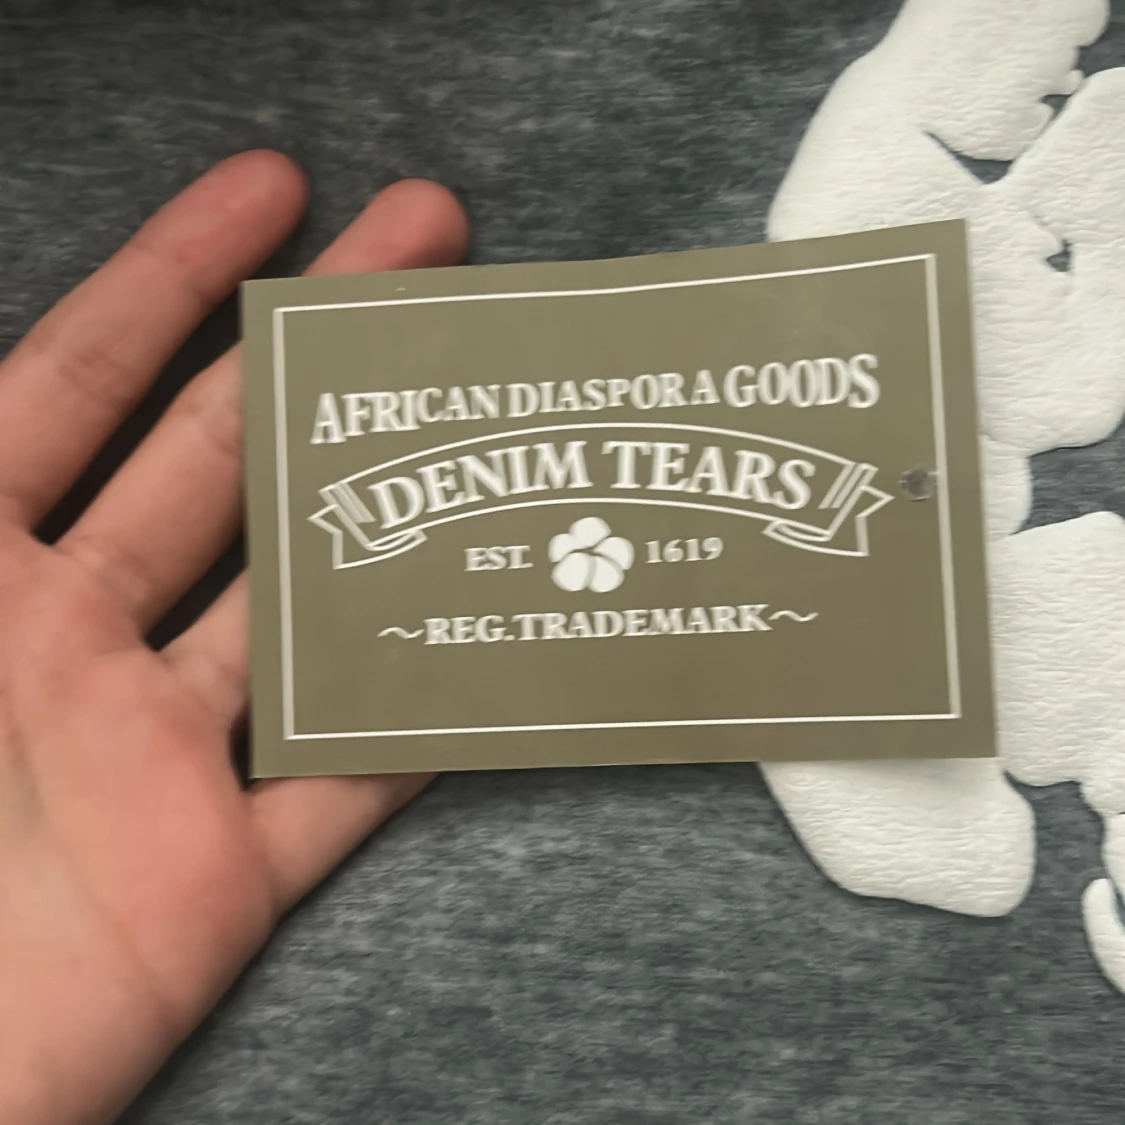 AFRICAN DIASPORA GOODS
DENIM TEARS
EST. 1619
~REG.TRADEMARK~